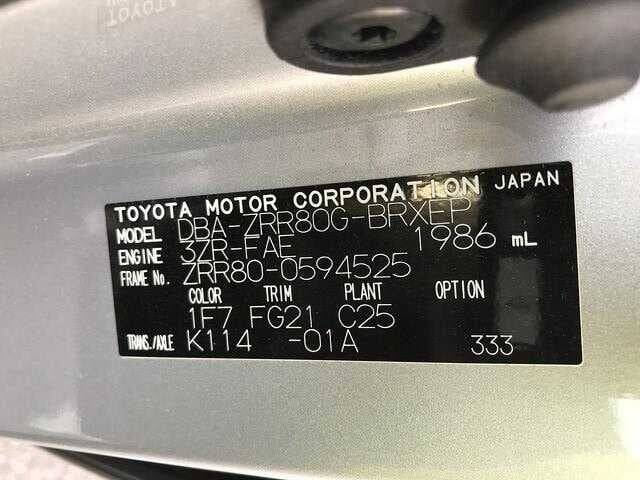 TOYOTA MOTOR CORPORATION JAPAN
MODEL DBA-ZRR80G-BRXEP
ENGINE 3ZR-FAE 1986 mL
FRAME No. ZRR80-0594525
COLOR TRIM PLANT OPTION
1F7 FG21 C25
TRANS./AXLE K114 -01A 333